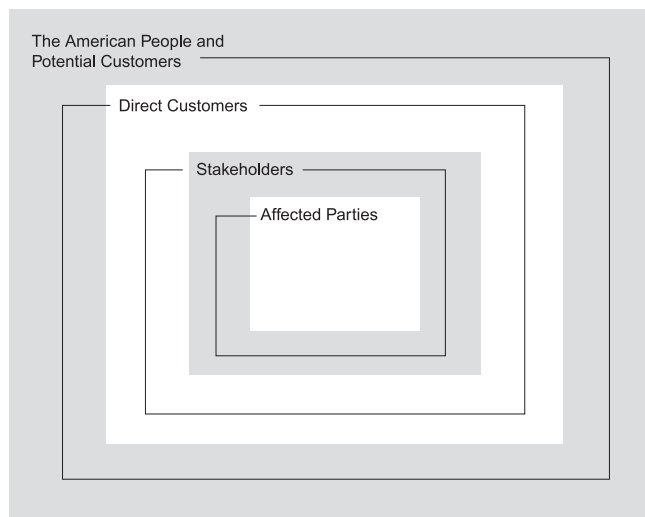 The American People and
Potential Customers
Direct Customers
Stakeholders
Affected Parties